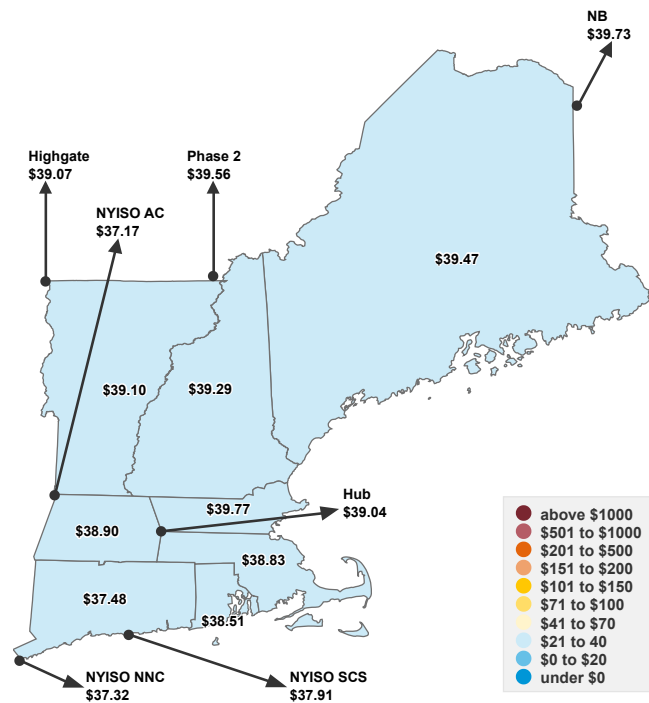 NB
$39.73
Highgate
$39.07
Phase 2
$39.56
NYISO AC
$37.17
$39.47
$39.10
$39.29
Hub
$39.04
$39.77
$38.90
$38.83
$37.48
$38.51
NYISO NNC
$37.32
NYISO SCS
$37.91
above $1000
$501 to $1000
$201 to $500
$151 to $200
$101 to $150
$71 to $100
$41 to $70
$21 to 40
$0 to $20
under $0